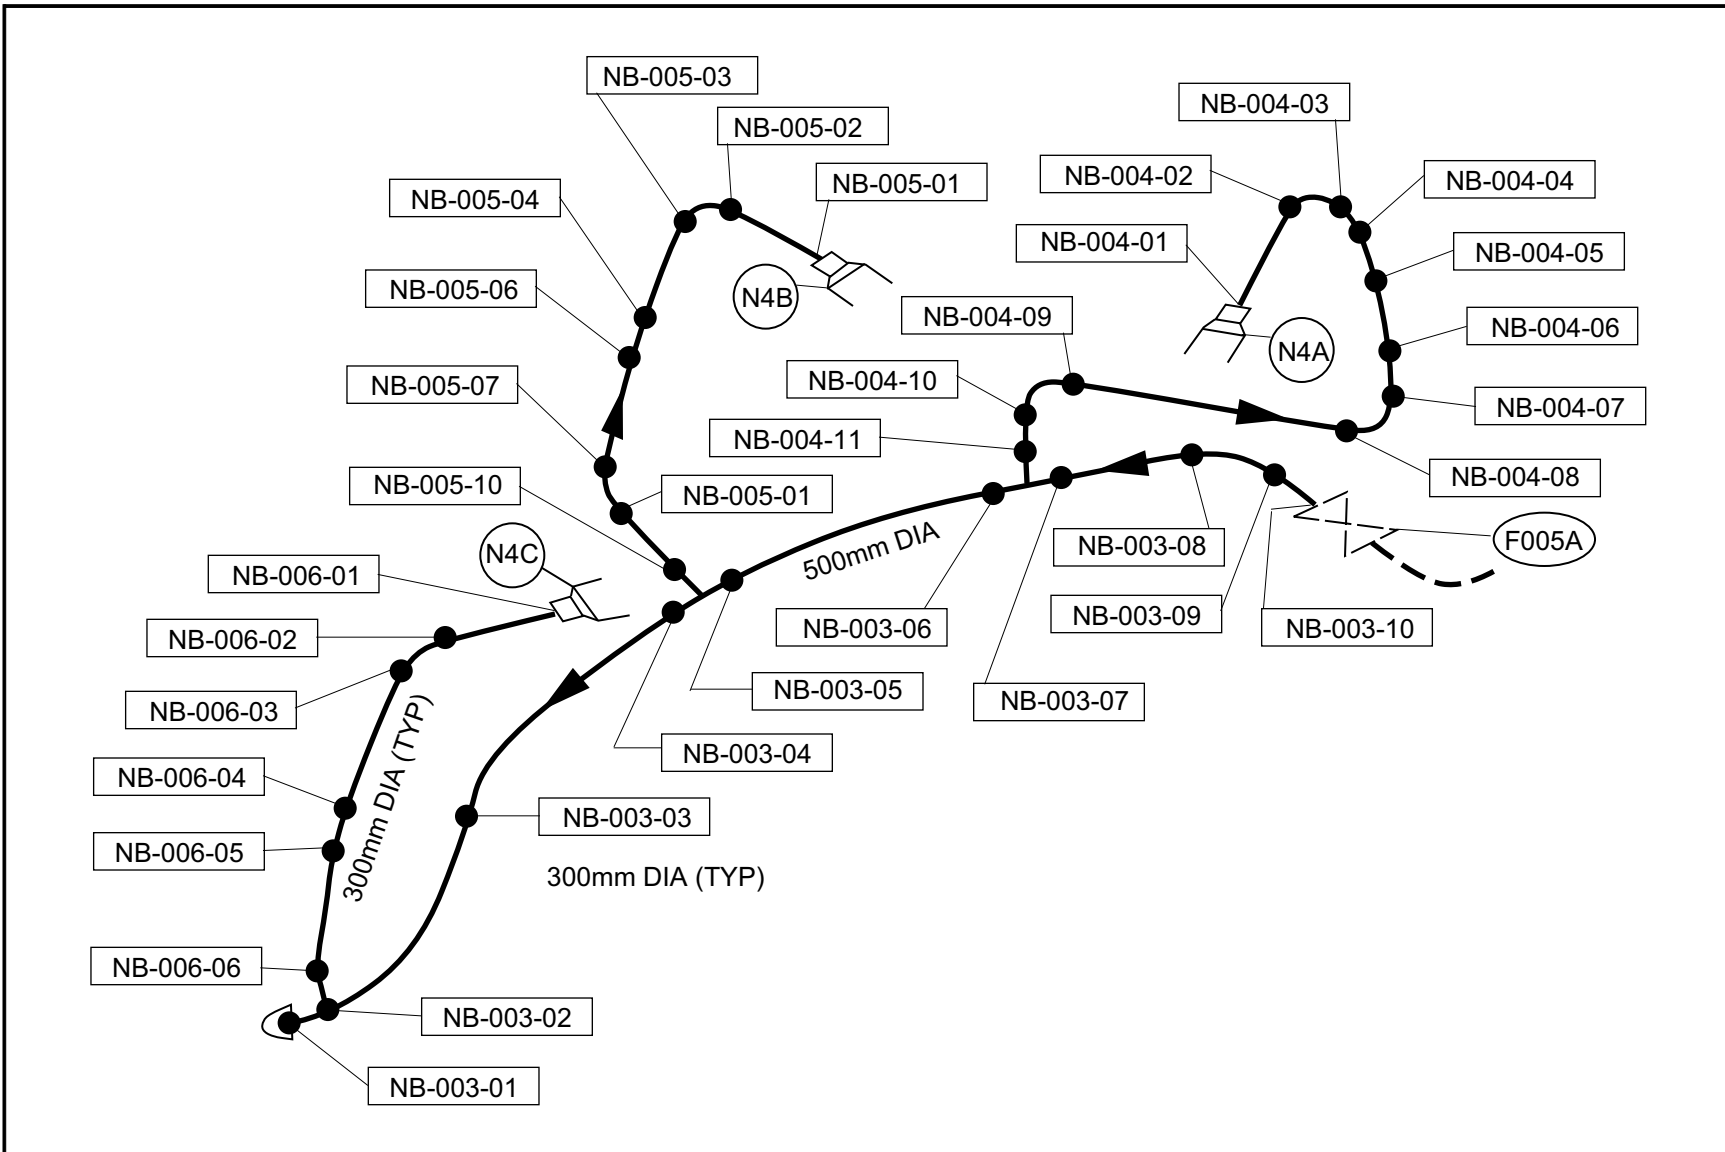 NB-005-03
NB-004-03
NB-005-02
NB-004-02
NB-004-04
NB-005-01
NB-005-04
NB-004-01
NB-004-05
NB-005-06
N4B
NB-004-09
NB-004-06
N4A
NB-005-07
NB-004-10
NB-004-07
NB-004-11
NB-005-10
NB-005-01
NB-004-08
500mm DIA
NB-003-08
F005A
N4C
NB-006-01
NB-003-09
NB-006-02
NB-003-06
NB-003-10
NB-003-05
NB-003-07
NB-006-03
NB-003-04
NB-006-04
300mm DIA (TYP)
NB-003-03
NB-006-05
300mm DIA (TYP)
NB-006-06
NB-003-02
NB-003-01